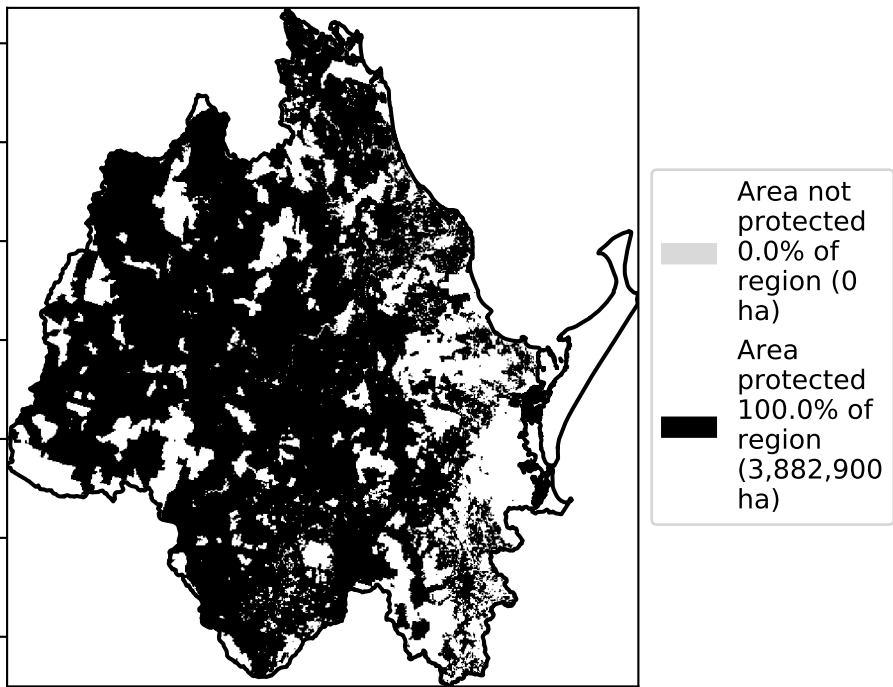 Area not
protected
0.0% of
region (0
ha)
Area
protected
100.0% of
region
(3,882,900
ha)